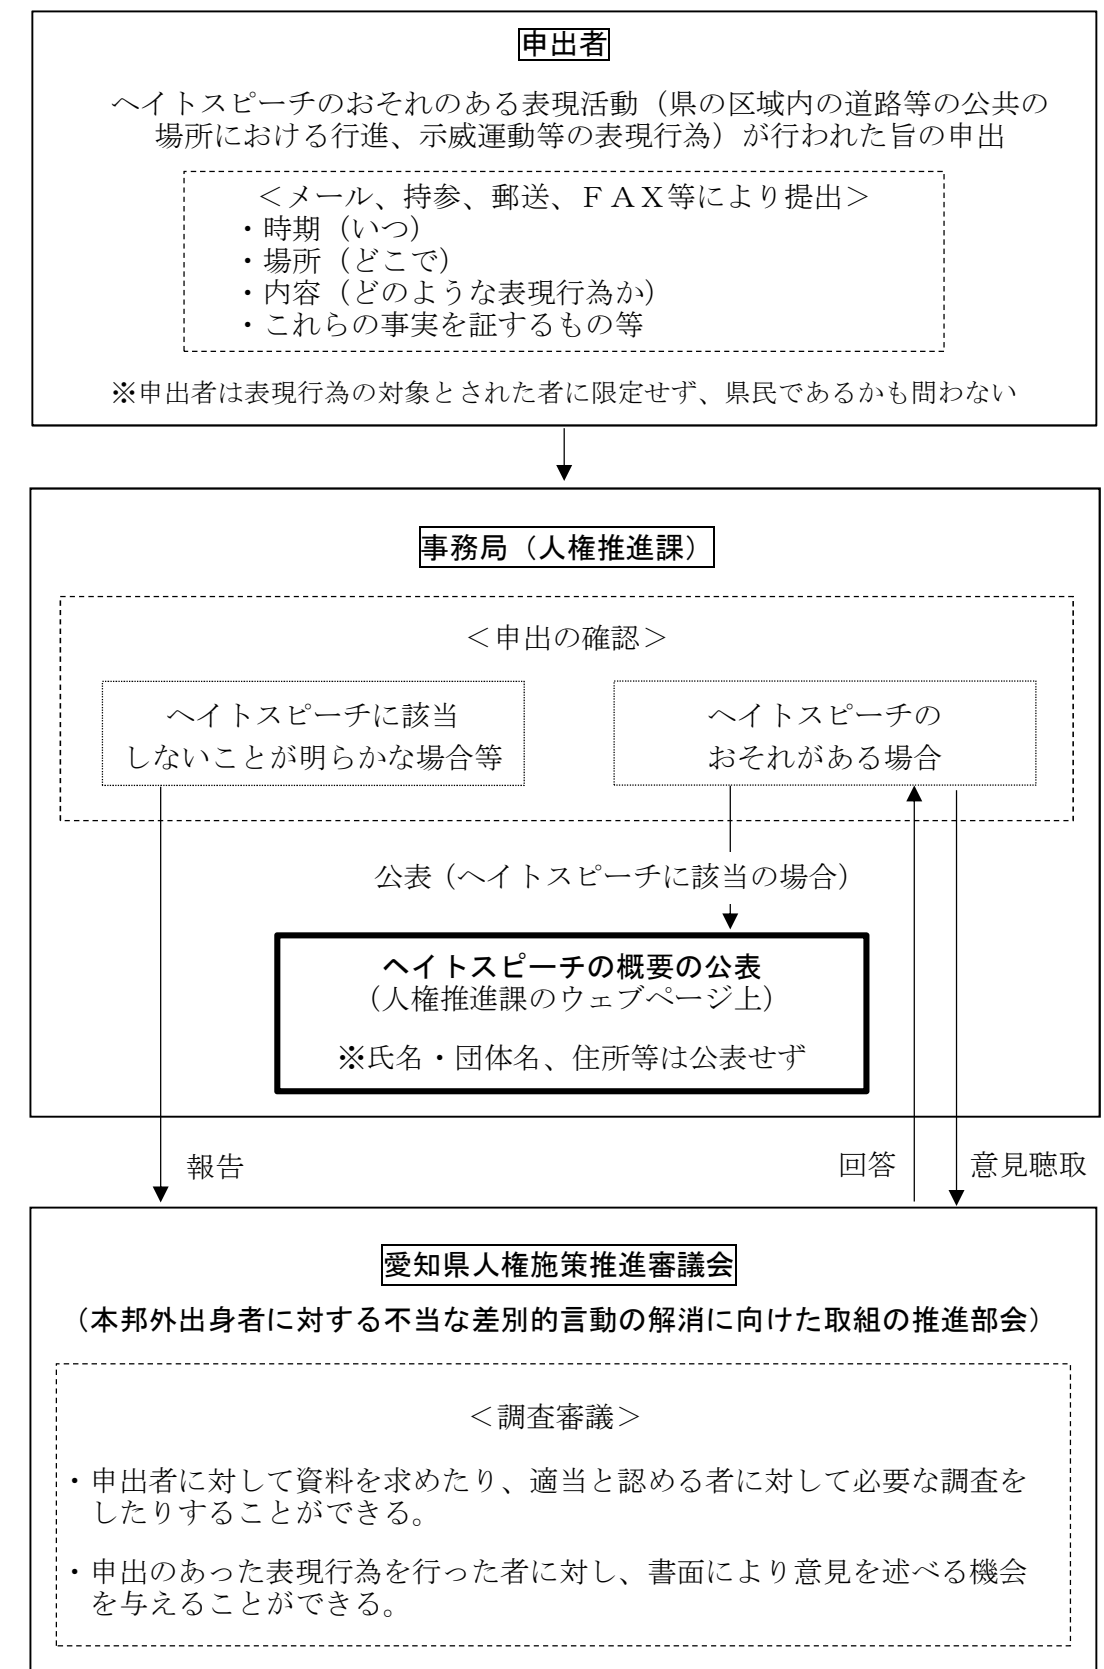 申出者
ヘイトスピーチのおそれのある表現活動（県の区域内の道路等の公共の
場所における行進、示威運動等の表現行為）が行われた旨の申出
＜メール、持参、郵送、ＦＡＸ等により提出＞
・時期（いつ）
・場所（どこで）
・内容（どのような表現行為か）
・これらの事実を証するもの等
※申出者は表現行為の対象とされた者に限定せず、県民であるかも問わない
事務局（人権推進課）
＜申出の確認＞
ヘイトスピーチに該当
しないことが明らかな場合等
ヘイトスピーチの
おそれがある場合
公表（ヘイトスピーチに該当の場合）
ヘイトスピーチの概要の公表
（人権推進課のウェブページ上）
※氏名・団体名、住所等は公表せず
報告
回答
意見聴取
愛知県人権施策推進審議会
（本邦外出身者に対する不当な差別的言動の解消に向けた取組の推進部会）
＜調査審議＞
・申出者に対して資料を求めたり、適当と認める者に対して必要な調査を
したりすることができる。
・申出のあった表現行為を行った者に対し、書面により意見を述べる機会
を与えることができる。